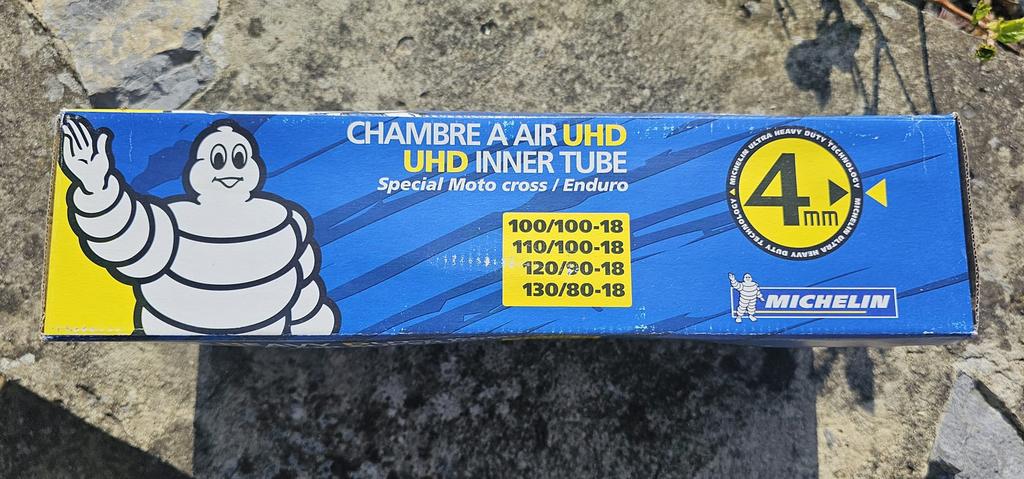 CHAMBRE A AIR UHD
UHD INNER TUBE
Special Moto cross / Enduro
100/100-18
110/100-18
120/90-18
130/80-18
MICHELIN ULTRA HEAVY DUTY TECHNOLOGY
MICHELIN ULTRA HEAVY DUTY TECHNOLOGY
4mm
MICHELIN